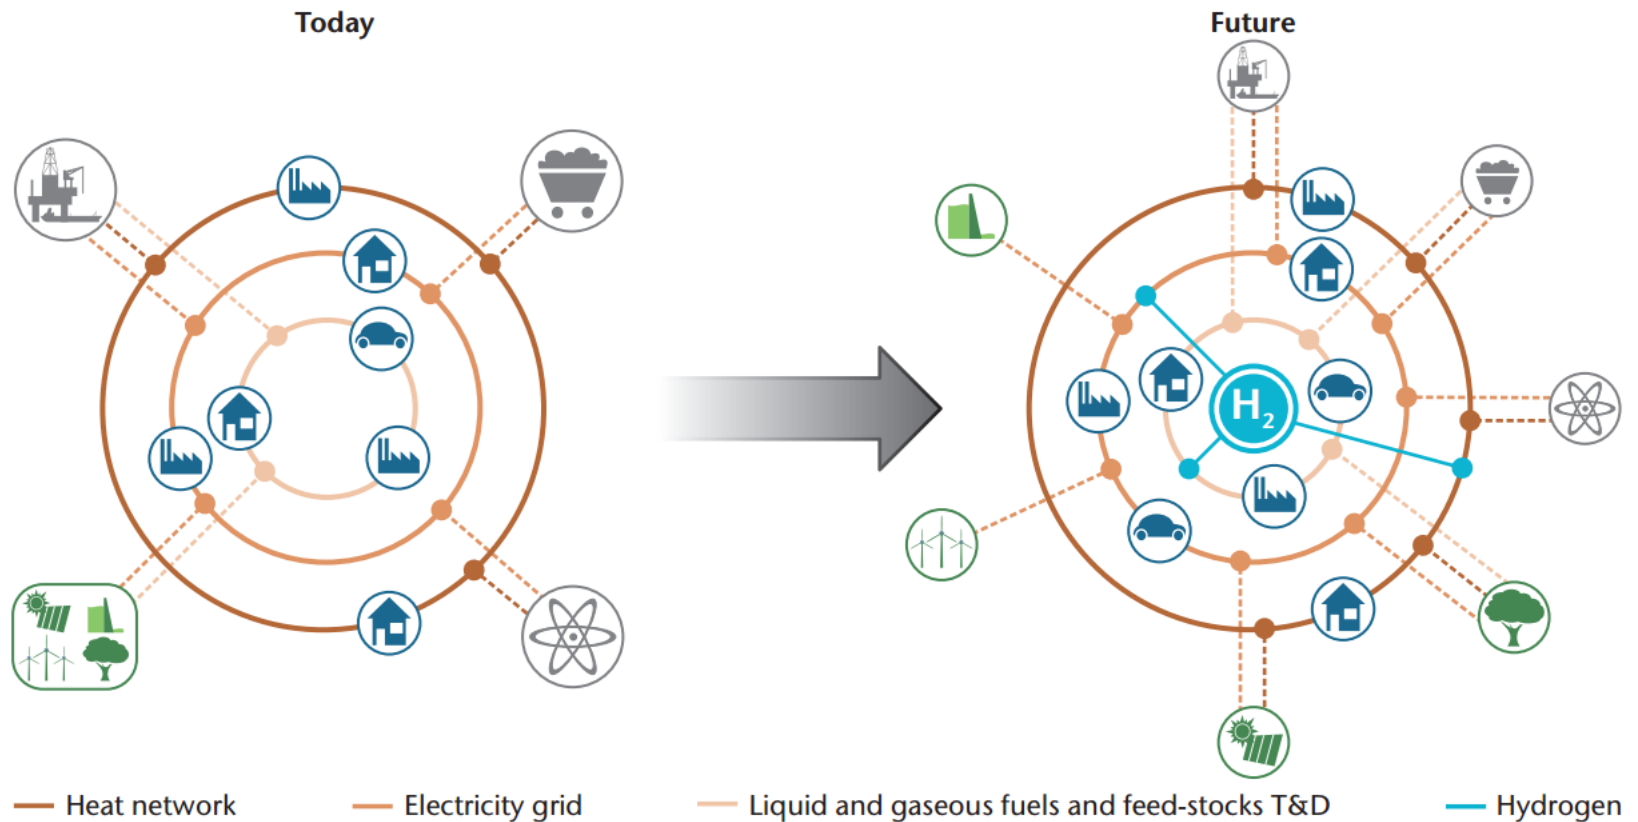 Today
Future
H₂
Heat network
Electricity grid
Liquid and gaseous fuels and feed-stocks T&D
Hydrogen